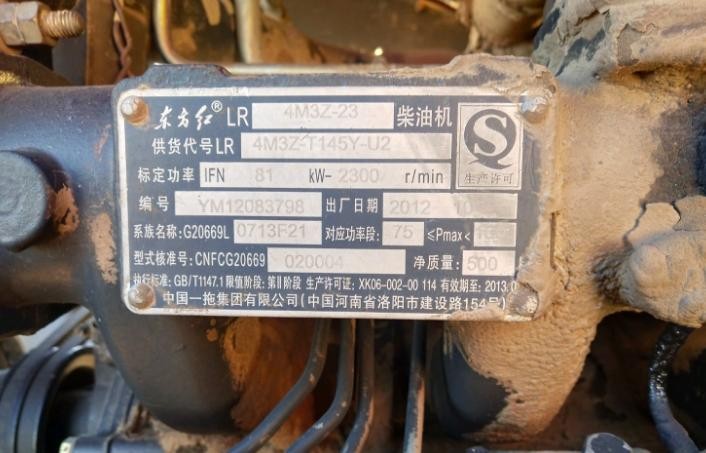 东方红® LR 4M3Z-23 柴油机
供货代号LR 4M3Z-T145Y-U2
标定功率 IFN 81 kW- 2300 r/min
生产许可
编号 YM12083798 出厂日期 2012 10
系族名称:G20669L 0713F21 对应功率段: 75 ≤Pmax<
型式核准号:CNFCG20669 020004 净质量: 500
执行标准: GB/T1147.1 限值阶段: 第Ⅱ阶段 生产许可证: XK06-002-00 114 有效期至: 2013.0
中国一拖集团有限公司(中国河南省洛阳市建设路154号)